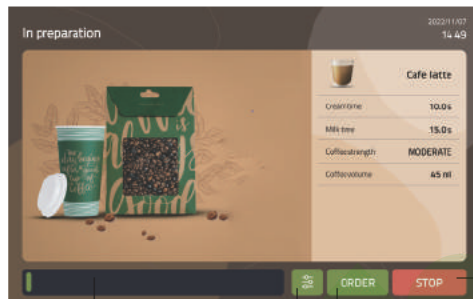 In preparation
2022/11/07
14 49
Cafe latte
Creamtime 10.0s
Milk time 15.0s
Coffeestrength MODERATE
Coffeevolume 45 ml
ORDER
STOP